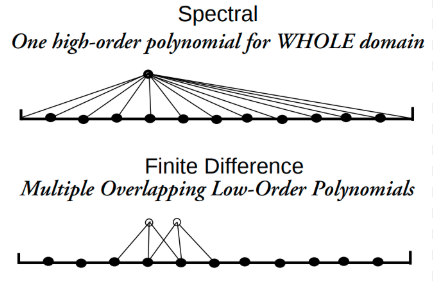 Spectral
One high-order polynomial for WHOLE domain
Finite Difference
Multiple Overlapping Low-Order Polynomials